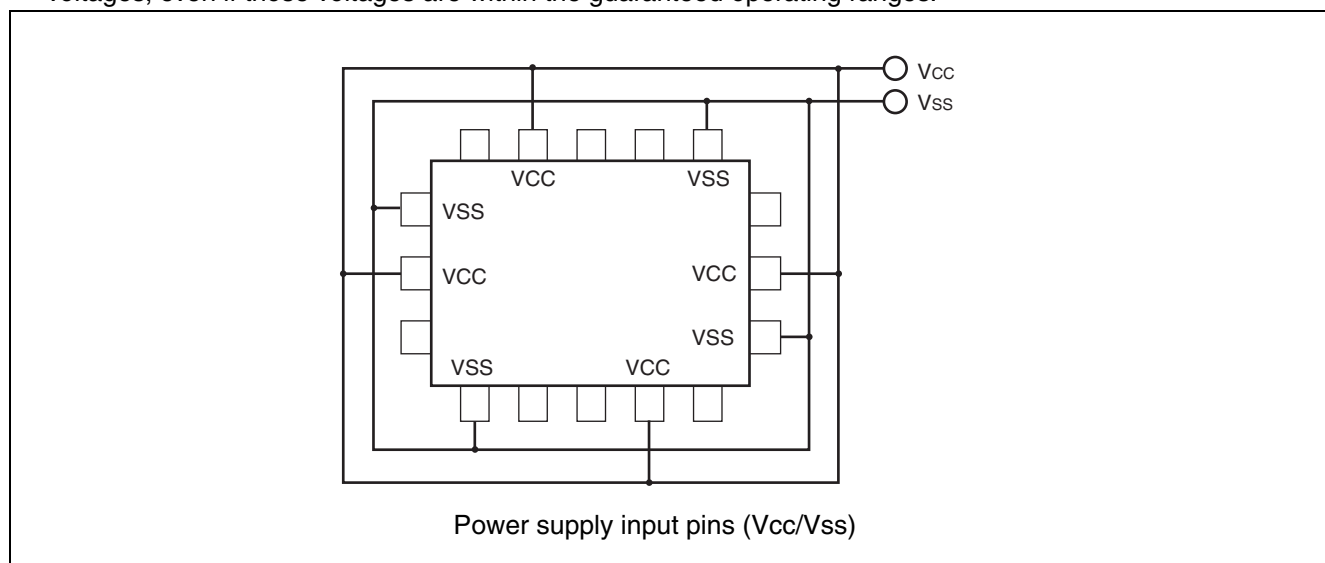 voltages, even if these voltages are within the guaranteed operating ranges.
Vcc
Vss
VCC
VSS
VSS
VCC
VCC
VSS
VSS
VCC
Power supply input pins (Vcc/Vss)